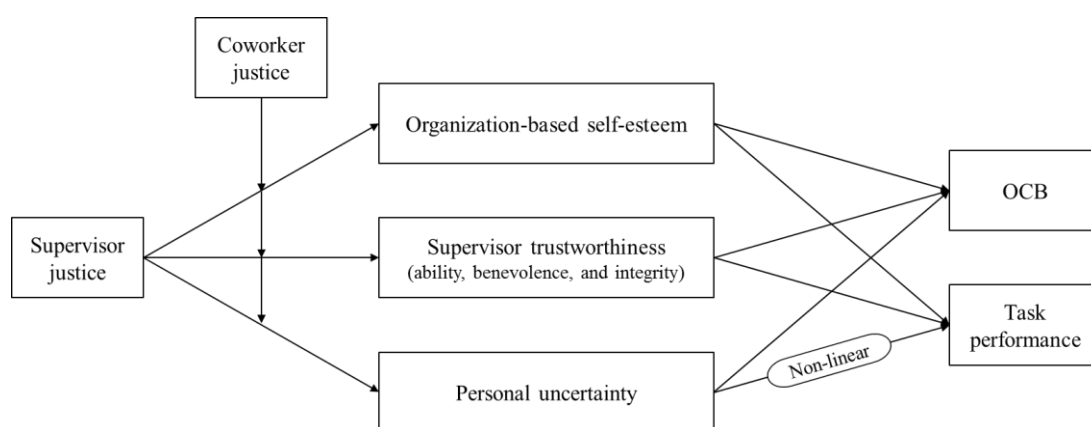 Coworker
justice
Organization-based self-esteem
OCB
Supervisor
justice
Supervisor trustworthiness
(ability, benevolence, and integrity)
Task
performance
Non-linear
Personal uncertainty